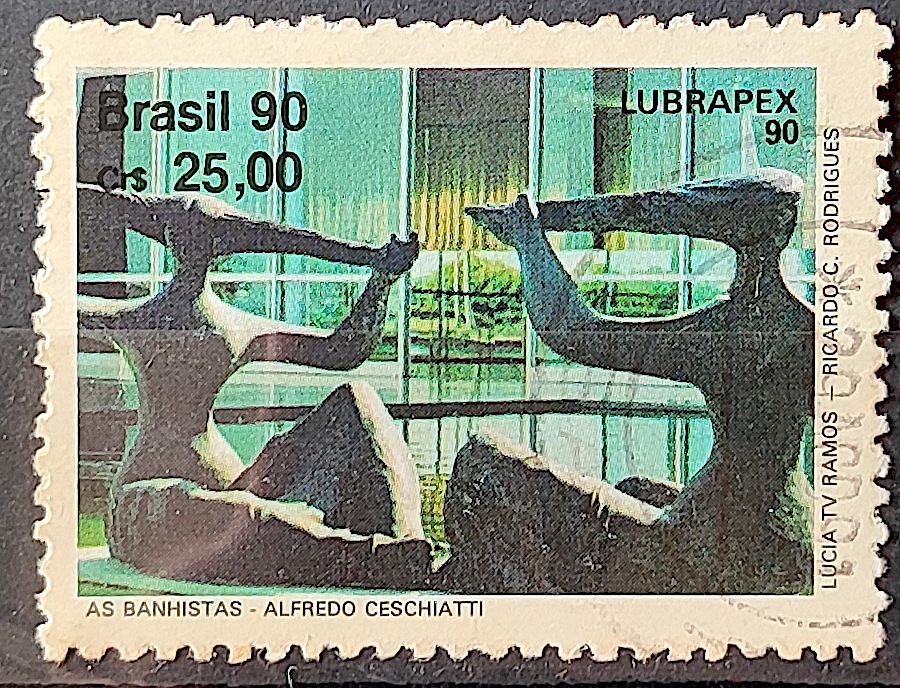 Brasil 90
cr$ 25,00
LUBRAPEX
90
LUCIA TV RAMOS – RICARDO C. RODRIGUES
AS BANHISTAS - ALFREDO CESCHIATTI